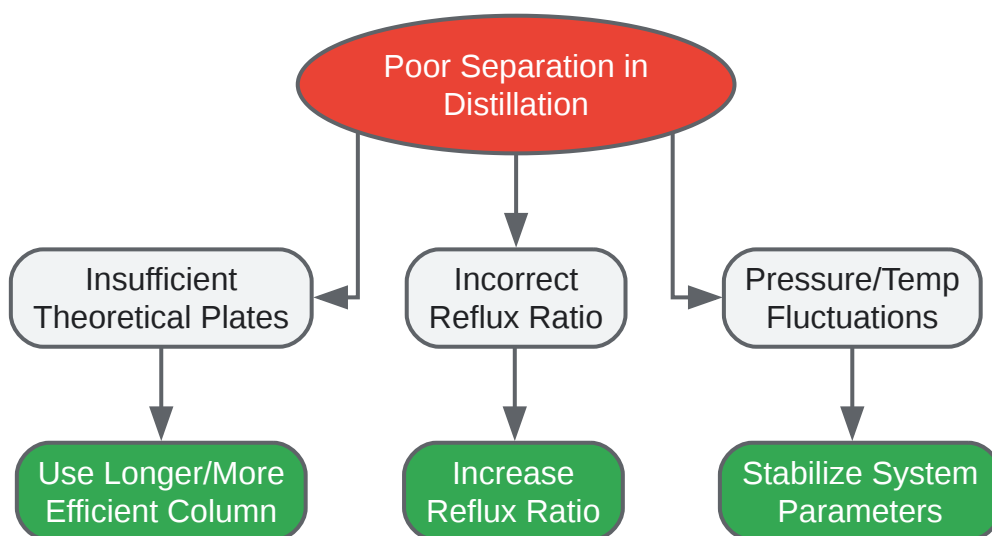 Poor Separation in
Distillation
Insufficient
Theoretical Plates
Incorrect
Reflux Ratio
Pressure/Temp
Fluctuations
Use Longer/More
Efficient Column
Increase
Reflux Ratio
Stabilize System
Parameters